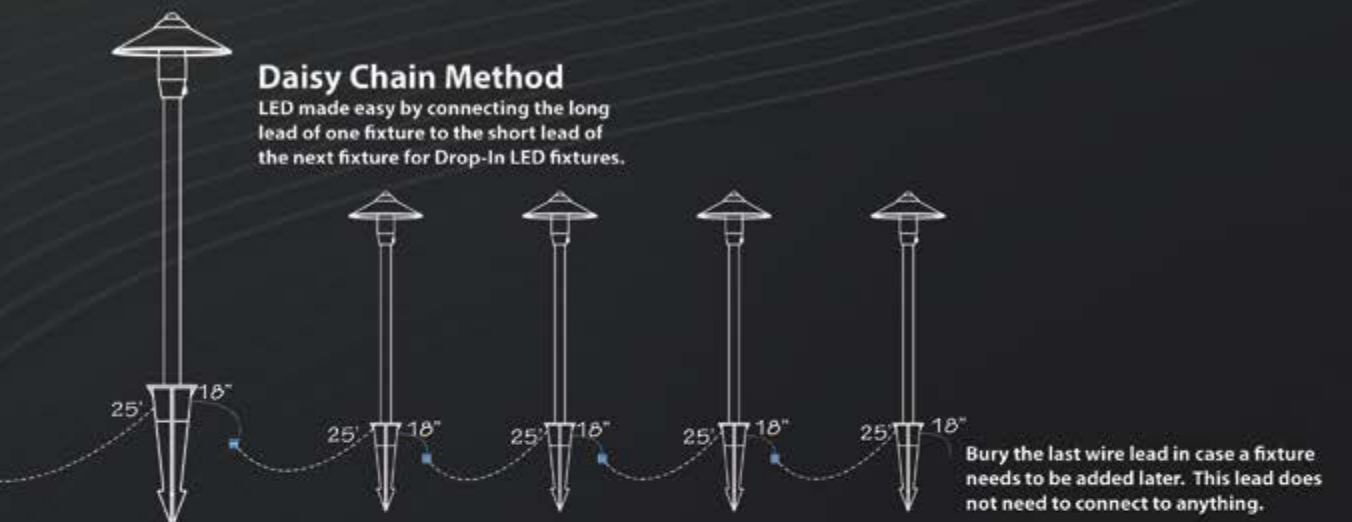 Daisy Chain Method
LED made easy by connecting the long
lead of one fixture to the short lead of
the next fixture for Drop-In LED fixtures.
25' 18"
25' 18"
25' 18"
25' 18"
25' 18"
Bury the last wire lead in case a fixture
needs to be added later. This lead does
not need to connect to anything.